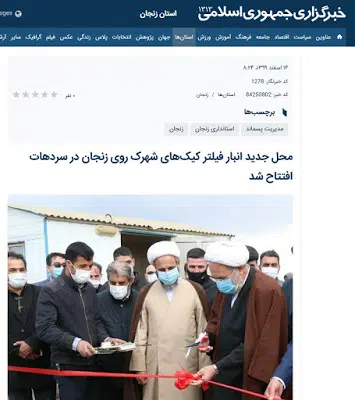 خبرگزاری جمهوری اسلامی ۱۳۱۳
استان زنجان
ages
عناوین سیاست اقتصاد جامعه فرهنگ آموزش ورزش استان‌ها جهان پژوهش انتخابات پلاس زندگی عکس فیلم گرافیک سایر
۱۴ اسفند ۱۳۹۹، ۸:۲۴
کد خبرنگار: 1278
کد خبر: 84250802
استان‌ها / زنجان
۰ نفر
برچسب‌ها
مدیریت پسماند استانداری زنجان زنجان
محل جدید انبار فیلتر کیک‌های شهرک روی زنجان در سردهات
افتتاح شد